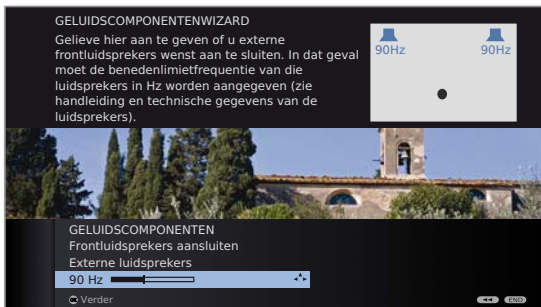 GELUIDSCOMPONENTENWIZARD
Gelieve hier aan te geven of u externe
frontluidsprekers wenst aan te sluiten. In dat geval
moet de benedenlimietfrequentie van die
luidsprekers in Hz worden aangegeven (zie
handleiding en technische gegevens van de
luidsprekers).
90Hz 90Hz
GELUIDSCOMPONENTEN
Frontluidsprekers aansluiten
Externe luidsprekers
90 Hz
OK Verder END